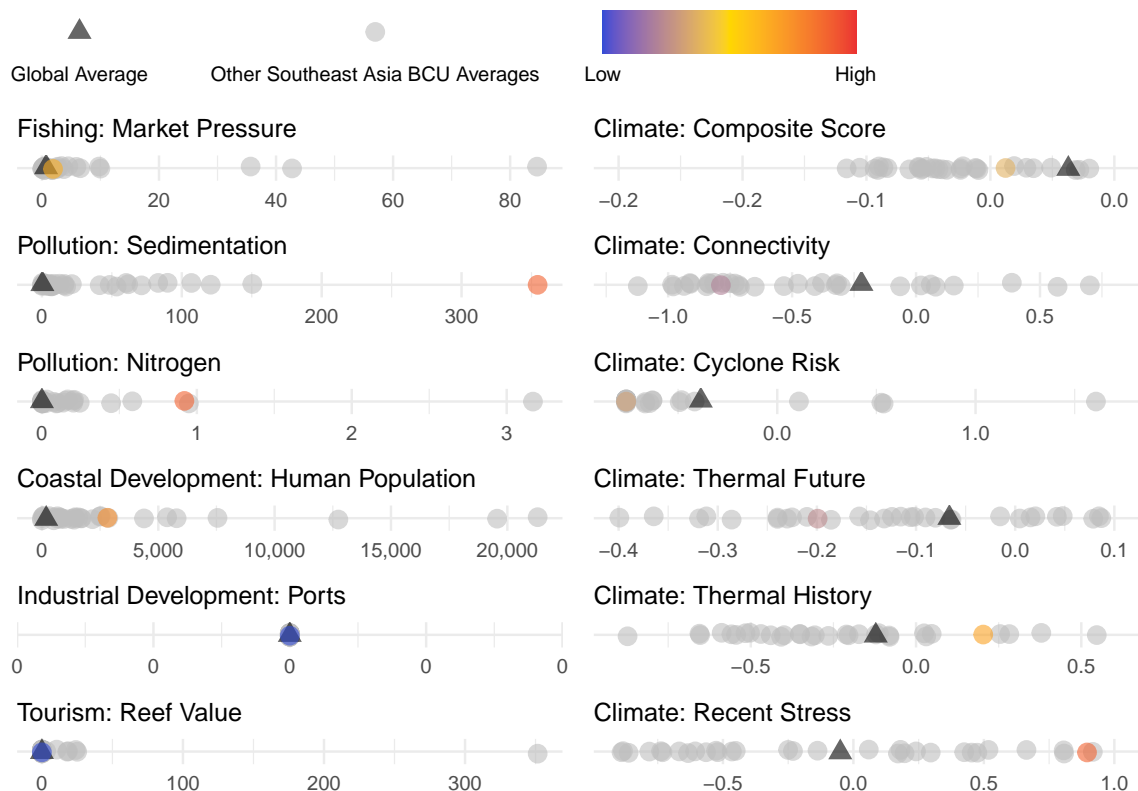 Global Average Other Southeast Asia BCU Averages Low High
Fishing: Market Pressure
0 20 40 60 80
Pollution: Sedimentation
0 100 200 300
Pollution: Nitrogen
0 1 2 3
Coastal Development: Human Population
0 5,000 10,000 15,000 20,000
Industrial Development: Ports
0 0 0 0 0
Tourism: Reef Value
0 100 200 300
Climate: Composite Score
−0.2 −0.2 −0.1 0.0 0.0
Climate: Connectivity
−1.0 −0.5 0.0 0.5
Climate: Cyclone Risk
0.0 1.0
Climate: Thermal Future
−0.4 −0.3 −0.2 −0.1 0.0 0.1
Climate: Thermal History
−0.5 0.0 0.5
Climate: Recent Stress
−0.5 0.0 0.5 1.0